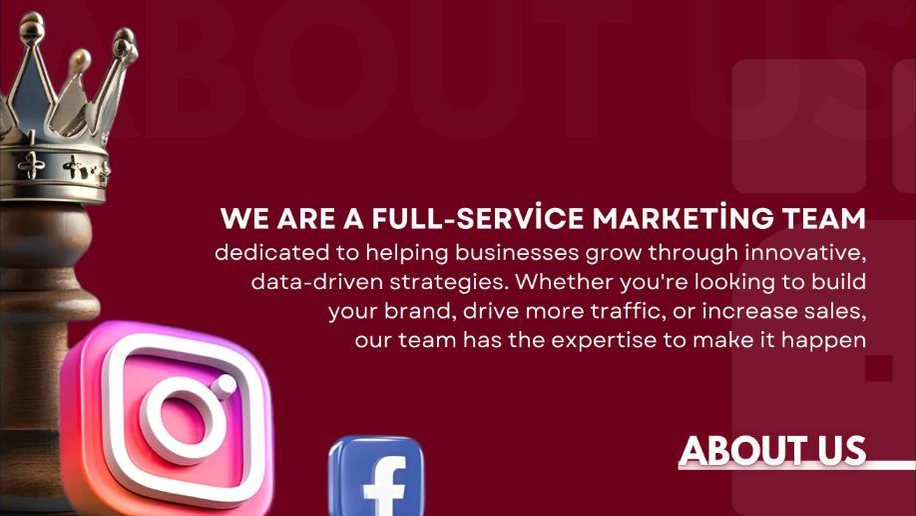 ABOUT US
WE ARE A FULL-SERVİCE MARKETİNG TEAM
dedicated to helping businesses grow through innovative,
data-driven strategies. Whether you're looking to build
your brand, drive more traffic, or increase sales,
our team has the expertise to make it happen
ABOUT US